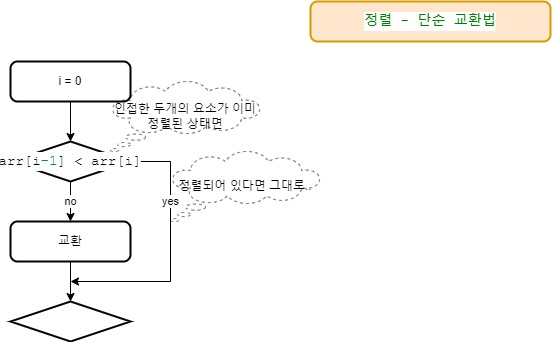 정렬 - 단순 교환법
i = 0
인접한 두개의 요소가 이미
정렬된 상태면
arr[i-1] < arr[i]
정렬되어 있다면 그대로..
no
yes
교환